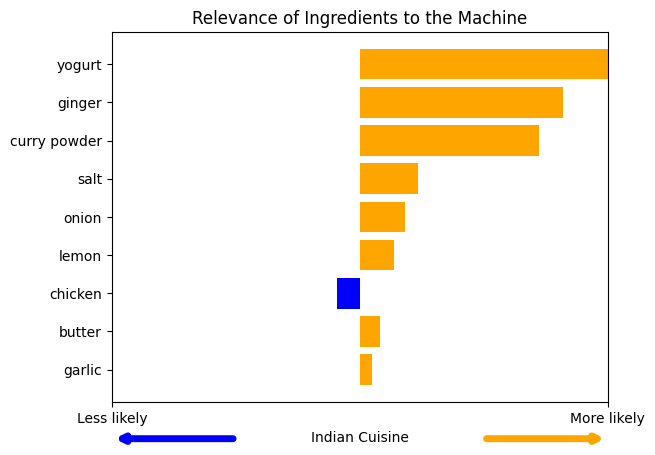 Relevance of Ingredients to the Machine
yogurt
ginger
curry powder
salt
onion
lemon
chicken
butter
garlic
Less likely
More likely
Indian Cuisine